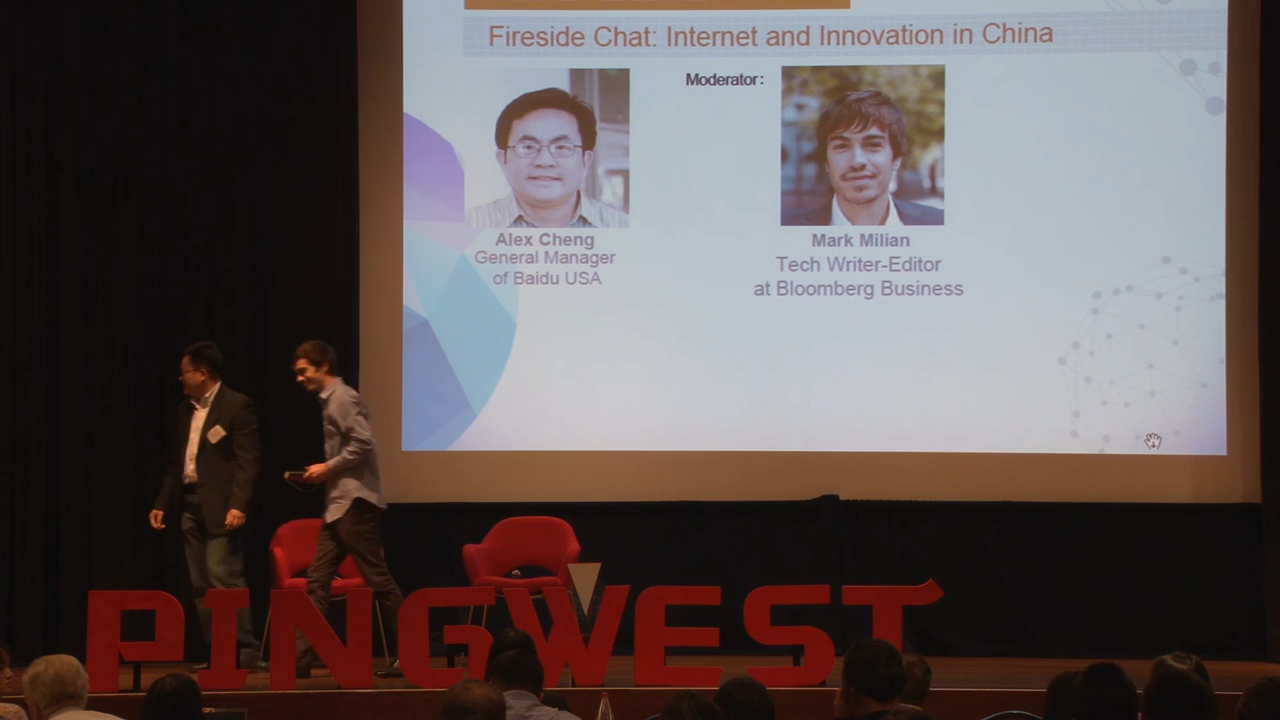 Fireside Chat: Internet and Innovation in China
Moderator:
Alex Cheng
General Manager
of Baidu USA
Mark Milian
Tech Writer-Editor
at Bloomberg Business
PINGWEST